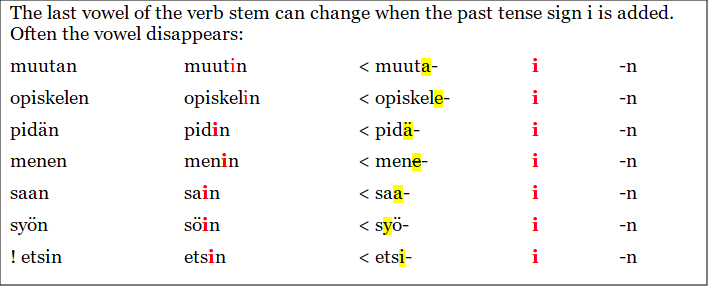 The last vowel of the verb stem can change when the past tense sign i is added.
Often the vowel disappears:
muutan muutin < muuta- i -n
opiskelen opiskelin < opiskele- i -n
pidän pidin < pidä- i -n
menen menin < mene- i -n
saan sain < saa- i -n
syön söin < syö- i -n
! etsin etsin < etsi- i -n